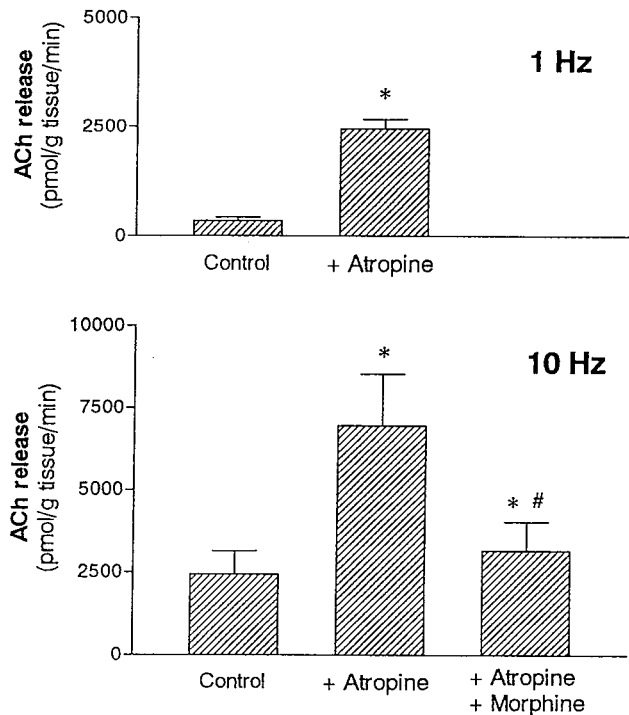 5000
1 Hz
ACh release
(pmol/g tissue/min)
*
2500
0
Control
+ Atropine
10000
10 Hz
*
ACh release
(pmol/g tissue/min)
7500
5000
* #
2500
0
Control
+ Atropine
+ Atropine
+ Morphine